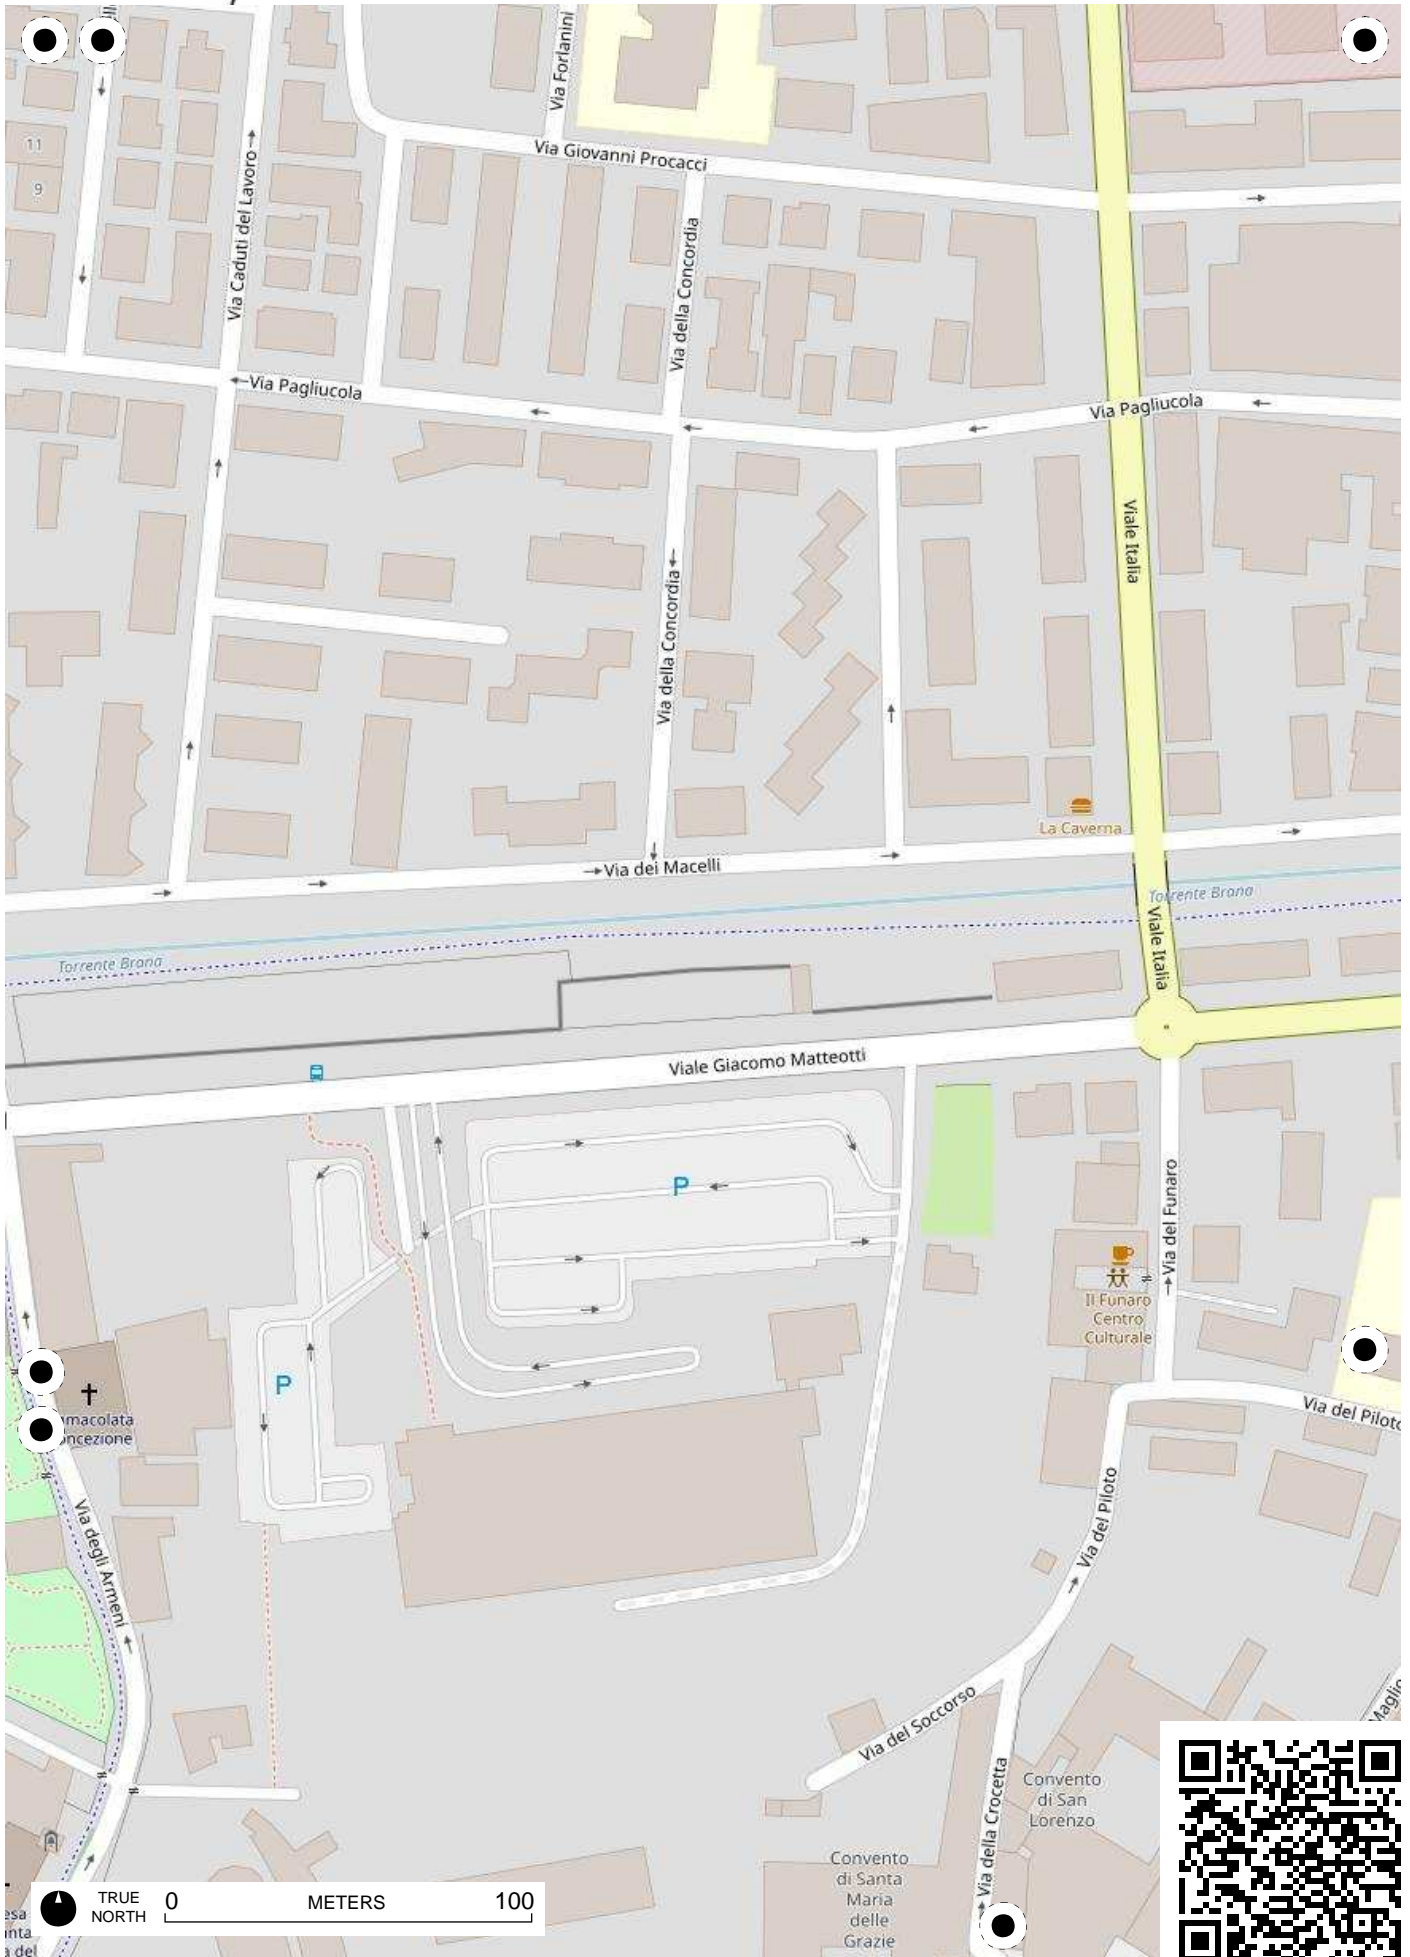 Via Forlanini
11
9
Via Giovanni Procacci
Via Caduti del Lavoro
Via della Concordia
Via Pagliucola
Via Pagliucola
Viale Italia
Via della Concordia
La Caverna
Via dei Macelli
Torrente Brana
Torrente Brana
Viale Italia
Viale Giacomo Matteotti
P
Via del Funaro
Il Funaro
Centro
Culturale
P
Via del Piloto
Via degli Armeni
Via del Piloto
Via del Soccorso
Convento
di San
Lorenzo
Via della Crocetta
Convento
di Santa
Maria
delle
Grazie
TRUE
NORTH
0 METERS 100